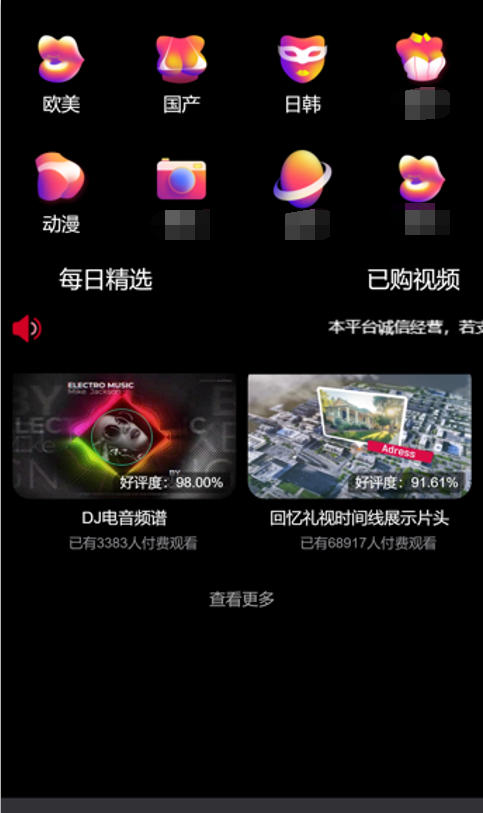 欧美 国产 日韩
动漫
每日精选 已购视频
本平台诚信经营，若支
ELECTRO MUSIC
Mike Jackson
BY
好评度：98.00%
Adress
好评度：91.61%
DJ电音频谱 回忆礼视时间线展示片头
已有3383人付费观看 已有68917人付费观看
查看更多